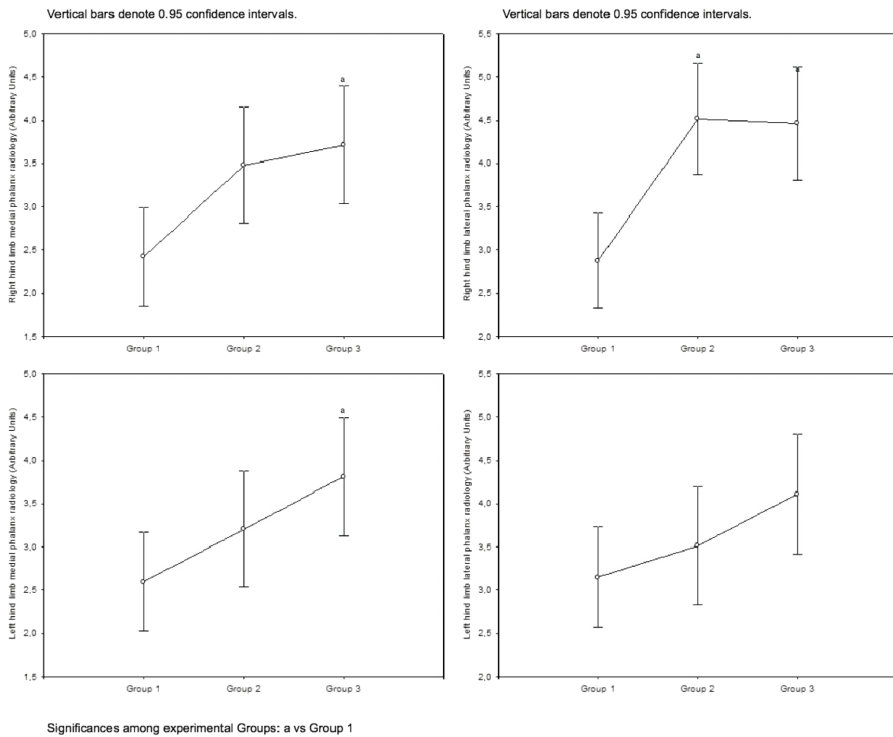 Vertical bars denote 0.95 confidence intervals.
Vertical bars denote 0.95 confidence intervals.
Right hind limb medial phalanx radiology (Arbitrary Units)
5,0
4,5
4,0
3,5
3,0
2,5
2,0
1,5
a
Group 1 Group 2 Group 3
Right hind limb lateral phalanx radiology (Arbitrary Units)
5,5
5,0
4,5
4,0
3,5
3,0
2,5
2,0
a
a
Group 1 Group 2 Group 3
Left hind limb medial phalanx radiology (Arbitrary Units)
5,0
4,5
4,0
3,5
3,0
2,5
2,0
1,5
a
Group 1 Group 2 Group 3
Left hind limb lateral phalanx radiology (Arbitrary Units)
5,5
5,0
4,5
4,0
3,5
3,0
2,5
2,0
Group 1 Group 2 Group 3
Significances among experimental Groups: a vs Group 1